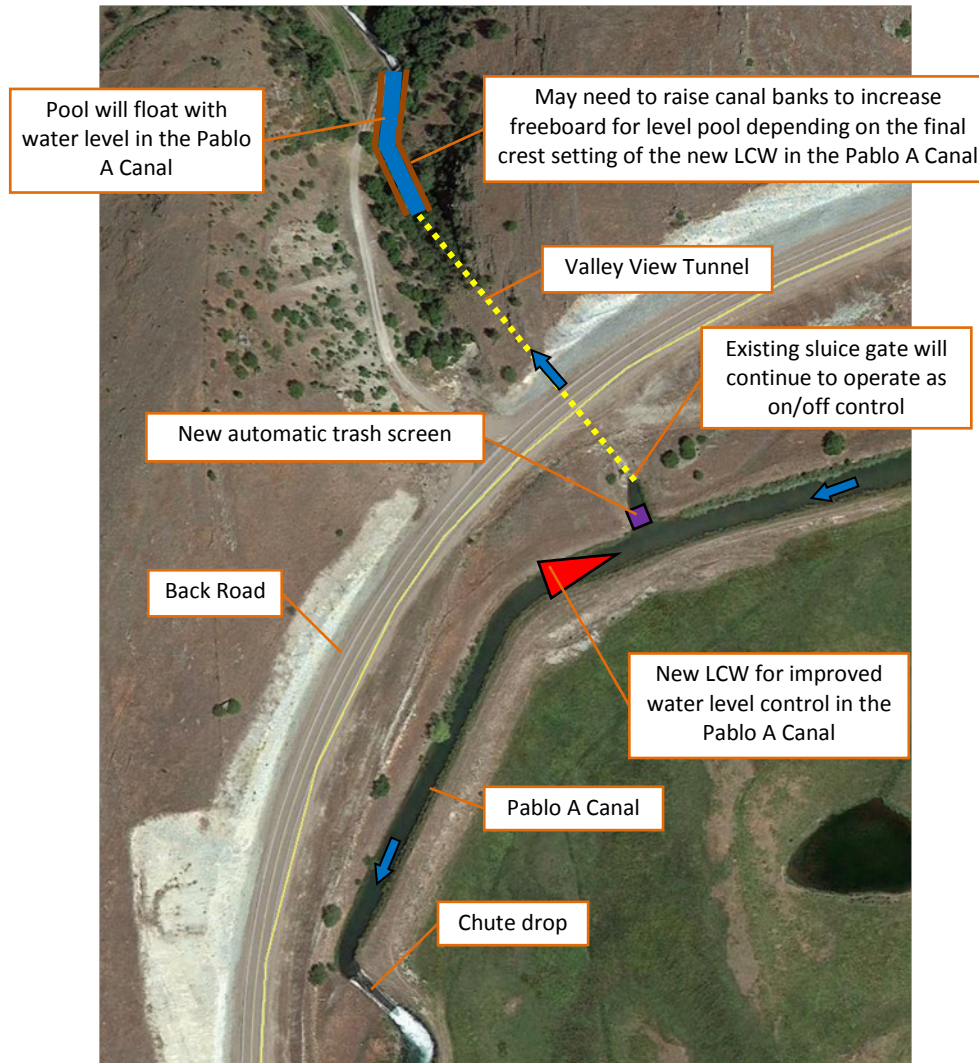 Pool will float with
water level in the Pablo
A Canal
May need to raise canal banks to increase
freeboard for level pool depending on the final
crest setting of the new LCW in the Pablo A Canal
Valley View Tunnel
Existing sluice gate will
continue to operate as
on/off control
New automatic trash screen
Back Road
New LCW for improved
water level control in the
Pablo A Canal
Pablo A Canal
Chute drop